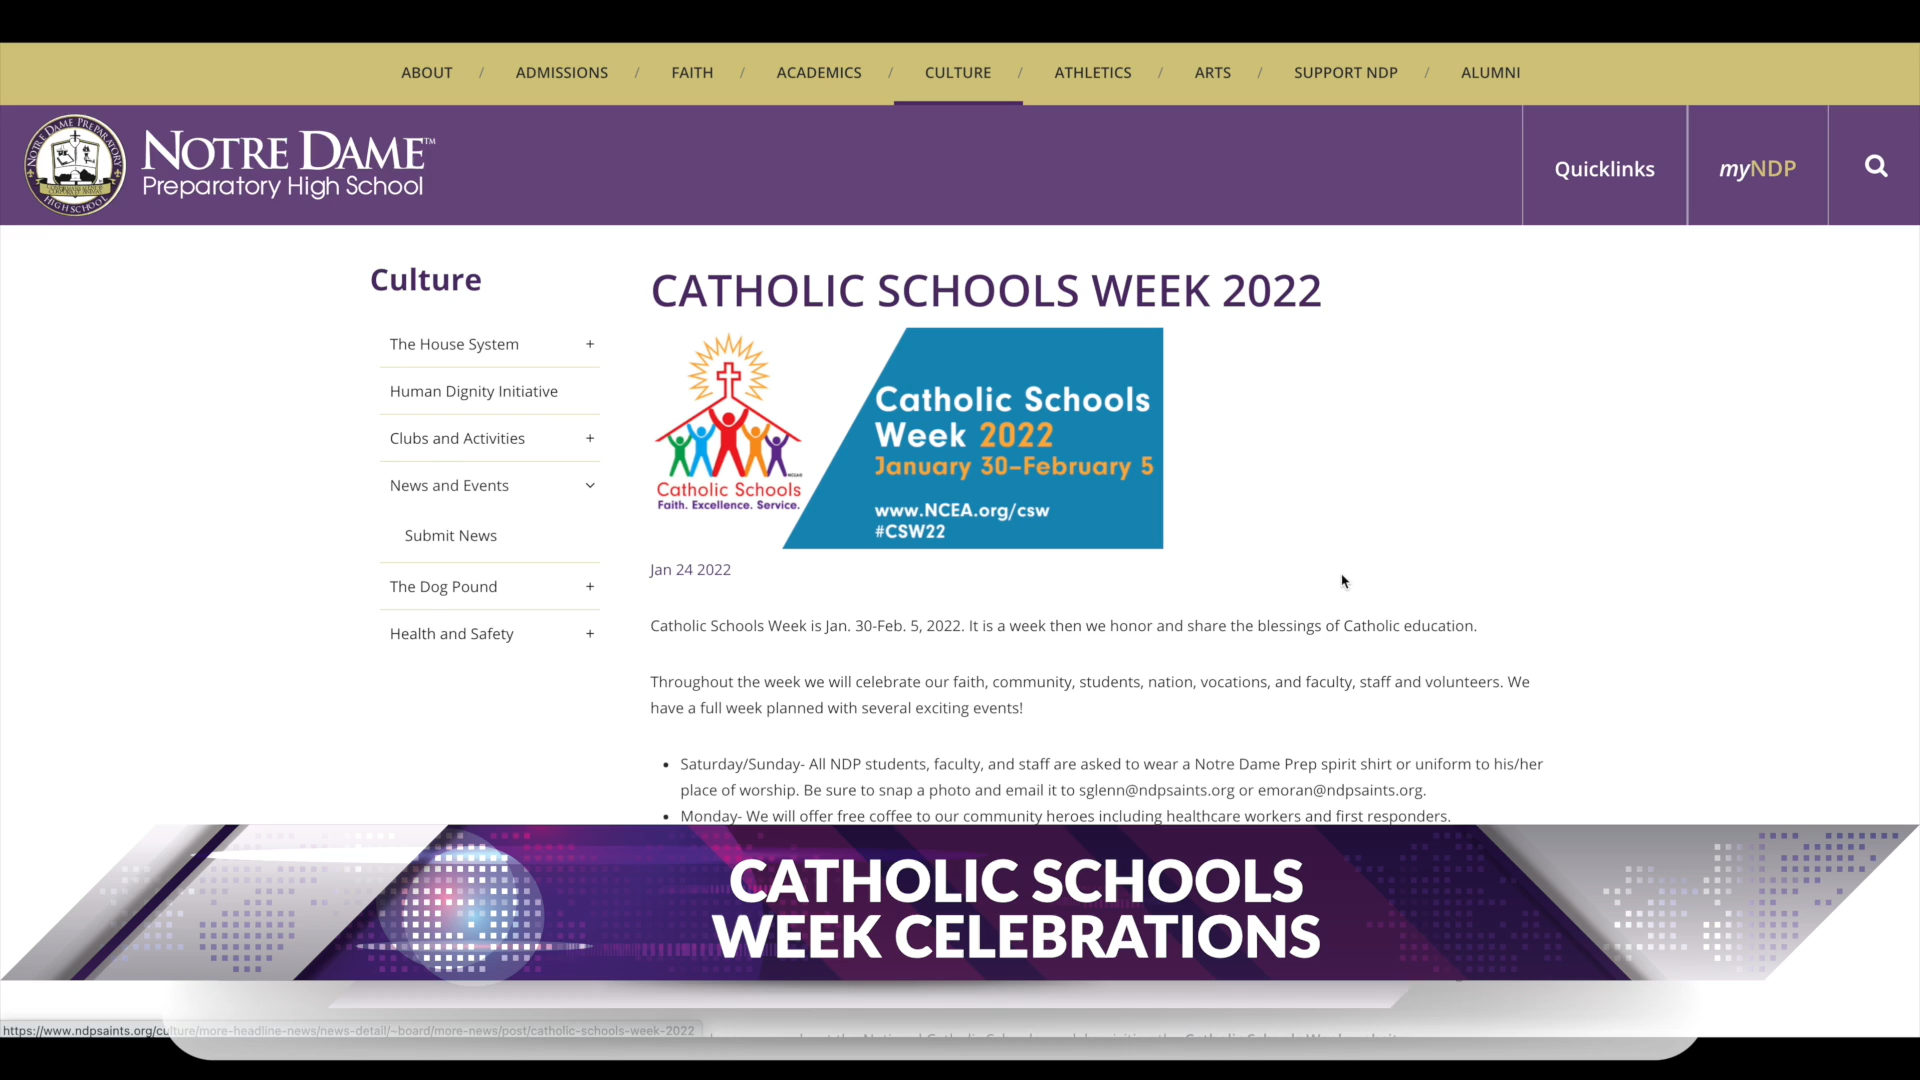 ABOUT / ADMISSIONS / FAITH / ACADEMICS / CULTURE / ATHLETICS / ARTS / SUPPORT NDP / ALUMNI
NOTRE DAME PREPARATORY
HIGH SCHOOL
NOTRE DAME™
Preparatory High School
Quicklinks
myNDP
Culture
The House System +
Human Dignity Initiative
Clubs and Activities +
News and Events
Submit News
The Dog Pound +
Health and Safety +
CATHOLIC SCHOOLS WEEK 2022
NCEA
Catholic Schools
Faith. Excellence. Service.
Catholic Schools
Week 2022
January 30–February 5
www.NCEA.org/csw
#CSW22
Jan 24 2022
Catholic Schools Week is Jan. 30-Feb. 5, 2022. It is a week then we honor and share the blessings of Catholic education.
Throughout the week we will celebrate our faith, community, students, nation, vocations, and faculty, staff and volunteers. We
have a full week planned with several exciting events!
• Saturday/Sunday- All NDP students, faculty, and staff are asked to wear a Notre Dame Prep spirit shirt or uniform to his/her
place of worship. Be sure to snap a photo and email it to sglenn@ndpsaints.org or emoran@ndpsaints.org.
• Monday- We will offer free coffee to our community heroes including healthcare workers and first responders.
CATHOLIC SCHOOLS
WEEK CELEBRATIONS
https://www.ndpsaints.org/culture/more-headline-news/news-detail/~board/more-news/post/catholic-schools-week-2022